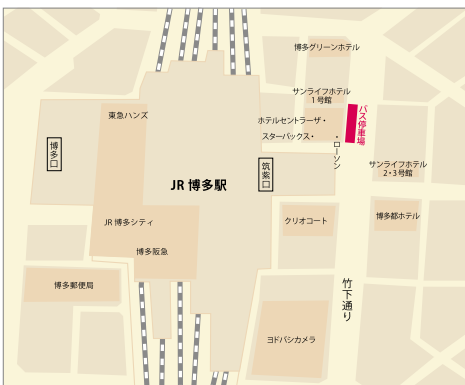 博多グリーンホテル
サンライフホテル
1号館
バス停車場
東急ハンズ
ホテルセントラーザ・
スターバックス・
・ローソン
博多口
筑紫口
サンライフホテル
2・3号館
JR 博多駅
JR 博多シティ
クリオコート
博多都ホテル
博多阪急
博多郵便局
竹下通り
ヨドバシカメラ